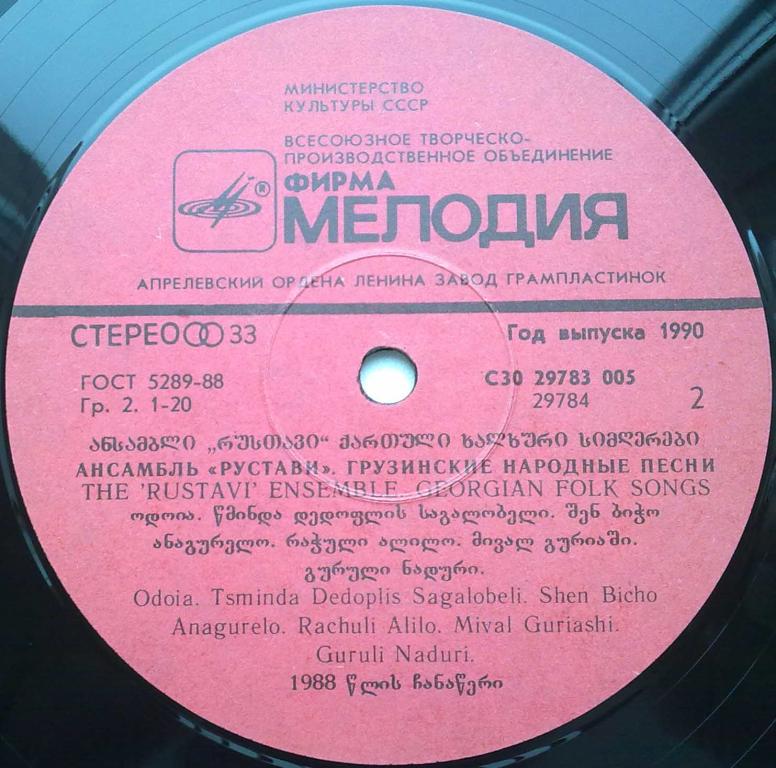 МИНИСТЕРСТВО
КУЛЬТУРЫ СССР
ВСЕСОЮЗНОЕ ТВОРЧЕСКО-
ПРОИЗВОДСТВЕННОЕ ОБЪЕДИНЕНИЕ
ФИРМА
®
МЕЛОДИЯ
АПРЕЛЕВСКИЙ ОРДЕНА ЛЕНИНА ЗАВОД ГРАМПЛАСТИНОК
СТЕРЕО 33
Год выпуска 1990
ГОСТ 5289-88
Гр. 2. 1-20
С30 29783 005
29784
2
ანსამბლი „რუსთავი“ ქართული ხალხური სიმღერები
АНСАМБЛЬ «РУСТАВИ». ГРУЗИНСКИЕ НАРОДНЫЕ ПЕСНИ
THE 'RUSTAVI' ENSEMBLE. GEORGIAN FOLK SONGS
ოდოია. წმინდა დედოფლის საგალობელი. შენ ბიჭო
ანაგურელო. რაჭული ალილო. მივალ გურიაში.
გურული ნადური.
Odoia. Tsminda Dedoplis Sagalobeli. Shen Bicho
Anagurelo. Rachuli Alilo. Mival Guriashi.
Guruli Naduri.
1988 წლის ჩანაწერი